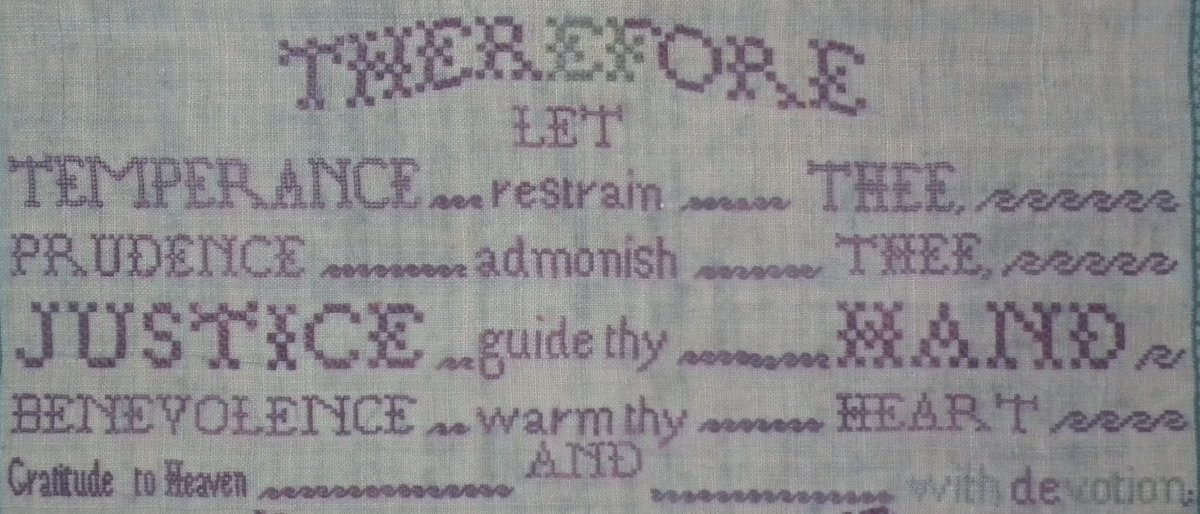 THEREFORE
LET
TEMPERANCE restrain THEE,
PRUDENCE admonish THEE,
JUSTICE guide thy HAND
BENEVOLENCE warm thy HEART
AND
Gratitude to Heaven with devotion